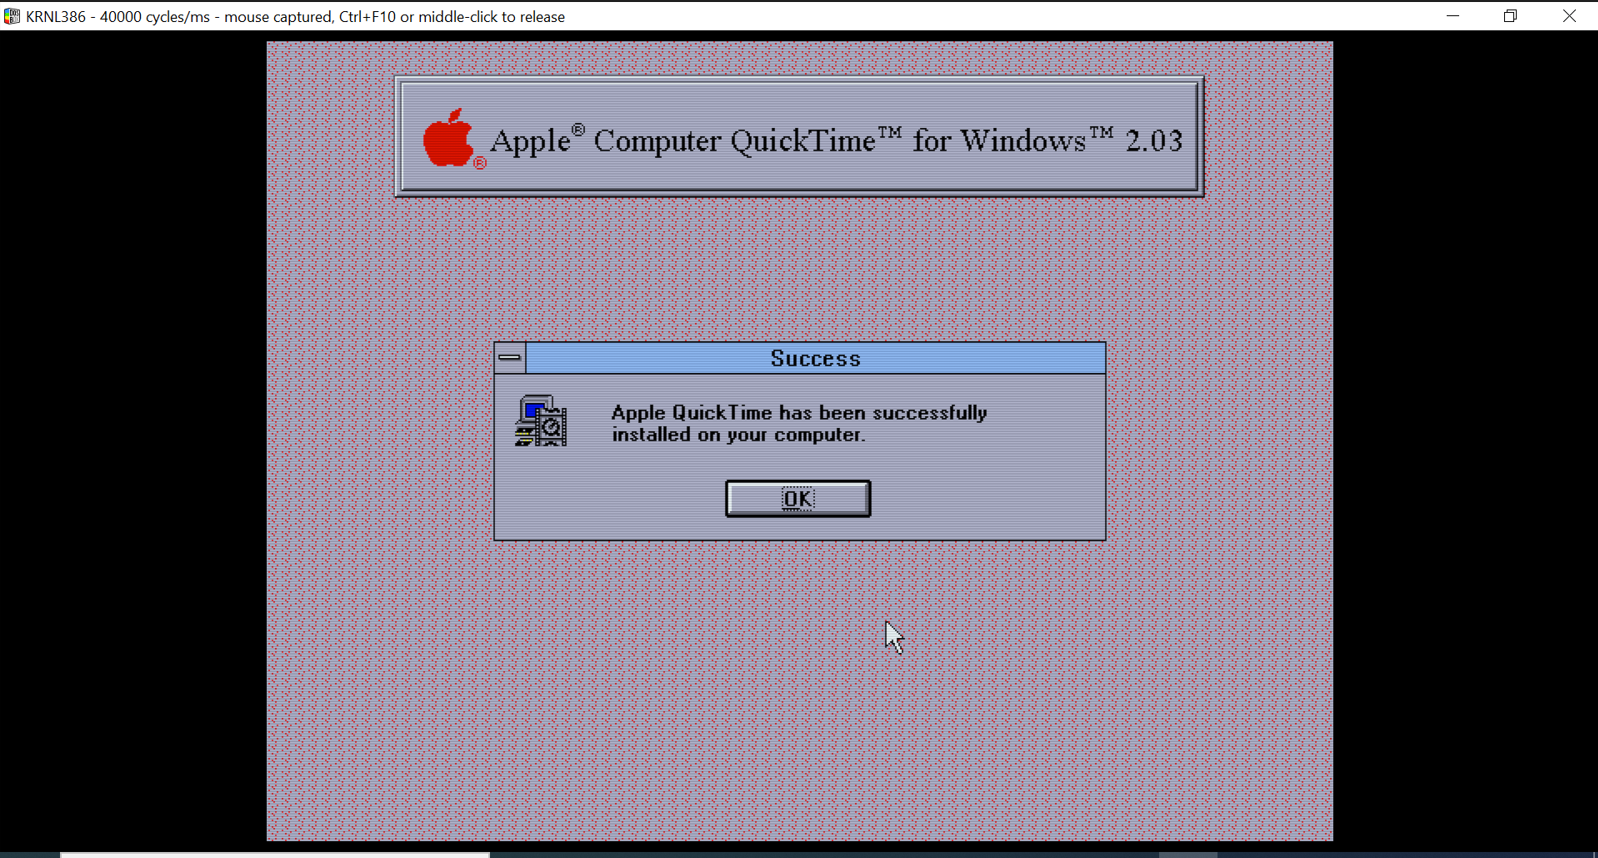 KRNL386 - 40000 cycles/ms - mouse captured, Ctrl+F10 or middle-click to release
Apple® Computer QuickTime™ for Windows™ 2.03
®
Success
Apple QuickTime has been successfully
installed on your computer.
OK